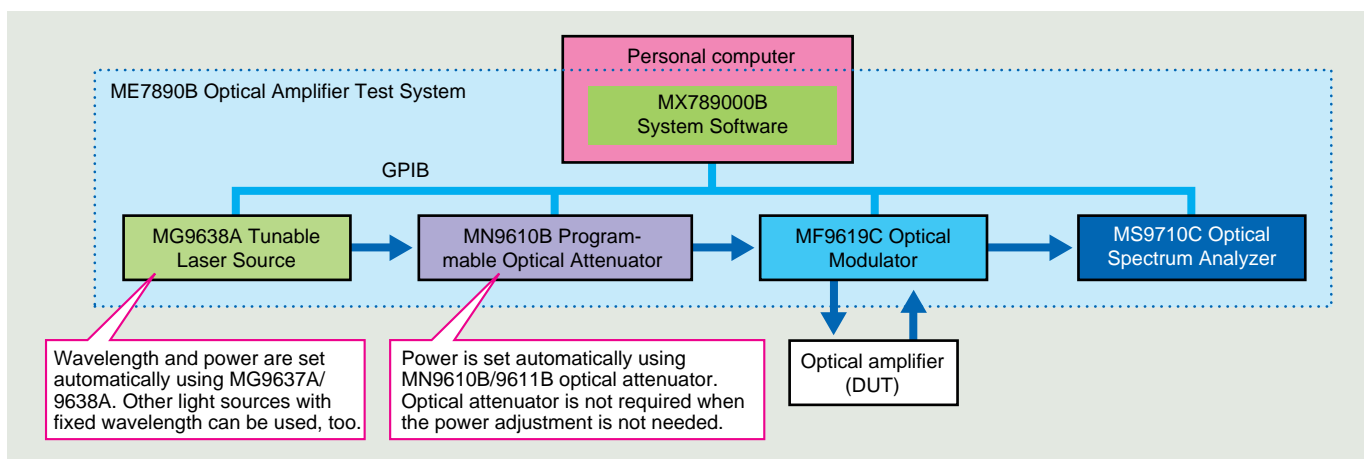 Personal computer
ME7890B Optical Amplifier Test System
MX789000B
System Software
GPIB
MG9638A Tunable
Laser Source
MN9610B Program-
mable Optical Attenuator
MF9619C Optical
Modulator
MS9710C Optical
Spectrum Analyzer
Wavelength and power are set
automatically using MG9637A/
9638A. Other light sources with
fixed wavelength can be used, too.
Power is set automatically using
MN9610B/9611B optical attenuator.
Optical attenuator is not required when
the power adjustment is not needed.
Optical amplifier
(DUT)